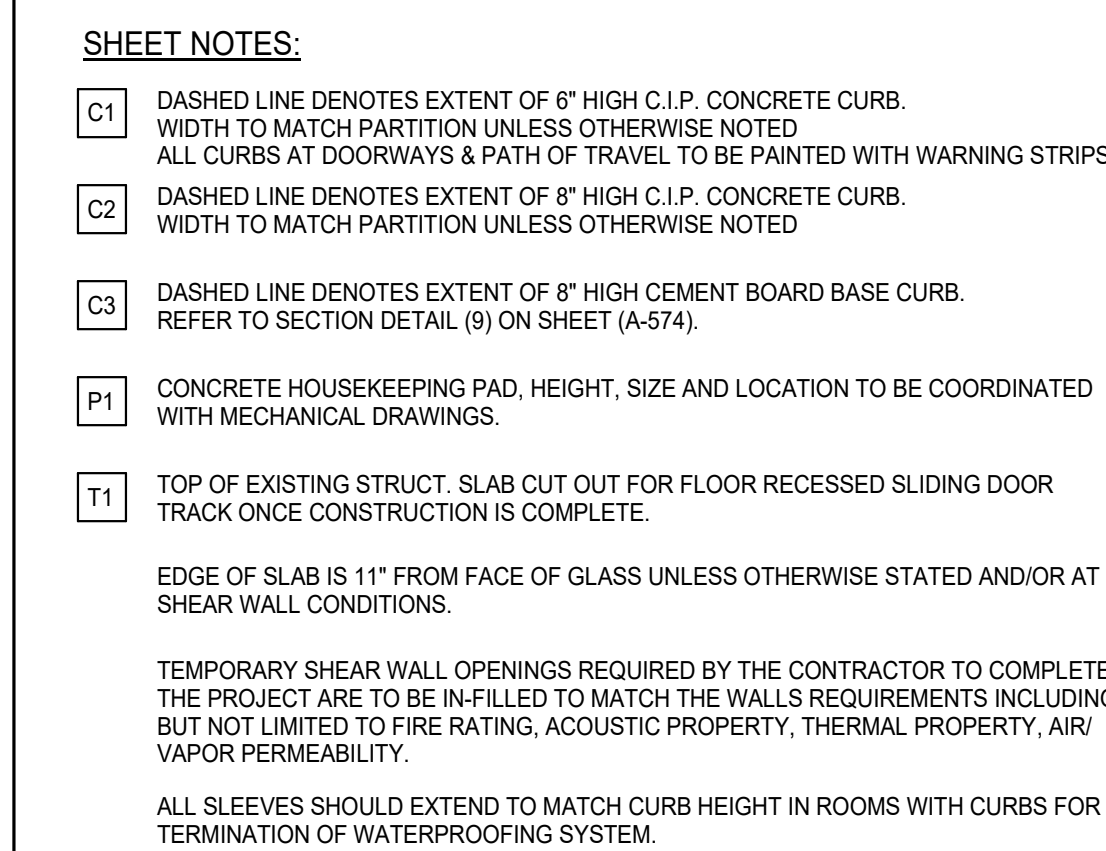 SHEET NOTES:
C1 DASHED LINE DENOTES EXTENT OF 6" HIGH C.I.P. CONCRETE CURB.
WIDTH TO MATCH PARTITION UNLESS OTHERWISE NOTED
ALL CURBS AT DOORWAYS & PATH OF TRAVEL TO BE PAINTED WITH WARNING STRIPS
C2 DASHED LINE DENOTES EXTENT OF 8" HIGH C.I.P. CONCRETE CURB.
WIDTH TO MATCH PARTITION UNLESS OTHERWISE NOTED
C3 DASHED LINE DENOTES EXTENT OF 8" HIGH CEMENT BOARD BASE CURB.
REFER TO SECTION DETAIL (9) ON SHEET (A-574).
P1 CONCRETE HOUSEKEEPING PAD, HEIGHT, SIZE AND LOCATION TO BE COORDINATED
WITH MECHANICAL DRAWINGS.
T1 TOP OF EXISTING STRUCT. SLAB CUT OUT FOR FLOOR RECESSED SLIDING DOOR
TRACK ONCE CONSTRUCTION IS COMPLETE.
EDGE OF SLAB IS 11" FROM FACE OF GLASS UNLESS OTHERWISE STATED AND/OR AT
SHEAR WALL CONDITIONS.
TEMPORARY SHEAR WALL OPENINGS REQUIRED BY THE CONTRACTOR TO COMPLETE
THE PROJECT ARE TO BE IN-FILLED TO MATCH THE WALLS REQUIREMENTS INCLUDING
BUT NOT LIMITED TO FIRE RATING, ACOUSTIC PROPERTY, THERMAL PROPERTY, AIR/
VAPOR PERMEABILITY.
ALL SLEEVES SHOULD EXTEND TO MATCH CURB HEIGHT IN ROOMS WITH CURBS FOR
TERMINATION OF WATERPROOFING SYSTEM.